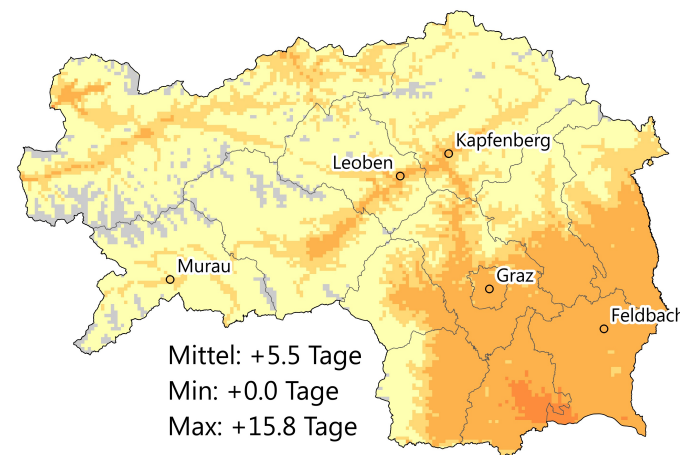 Kapfenberg
Leoben
Murau
Graz
Feldbach
Mittel: +5.5 Tage
Min: +0.0 Tage
Max: +15.8 Tage